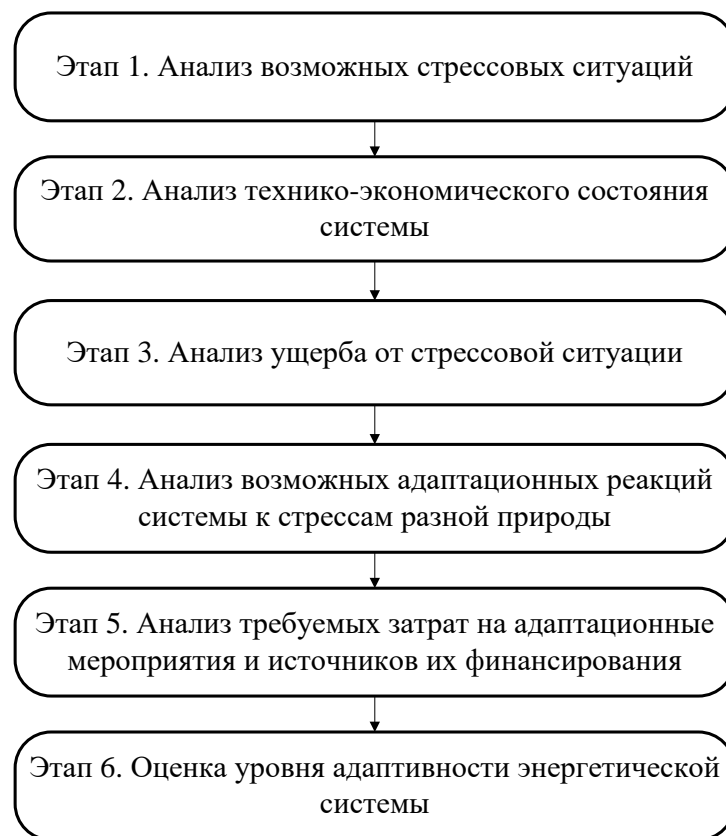 Этап 1. Анализ возможных стрессовых ситуаций
Этап 2. Анализ технико-экономического состояния
системы
Этап 3. Анализ ущерба от стрессовой ситуации
Этап 4. Анализ возможных адаптационных реакций
системы к стрессам разной природы
Этап 5. Анализ требуемых затрат на адаптационные
мероприятия и источников их финансирования
Этап 6. Оценка уровня адаптивности энергетической
системы